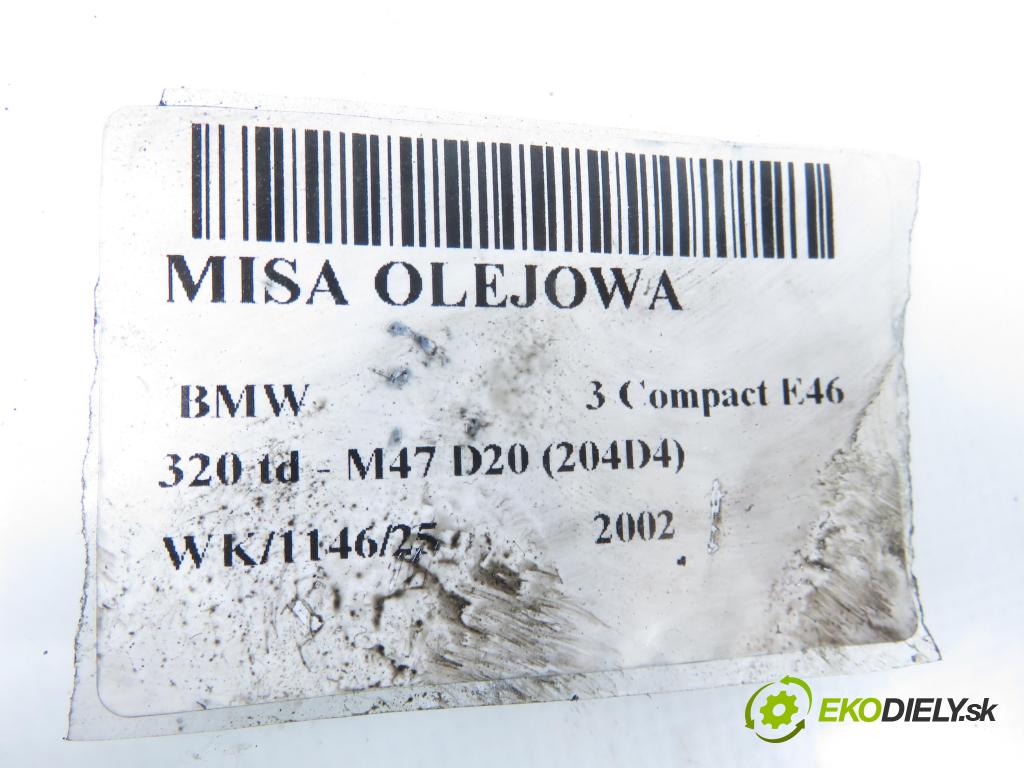 MISA OLEJOWA
BMW 3 Compact E46
320 td - M47 D20 (204D4)
WK/1146/25 2002
EKODIELY.sk